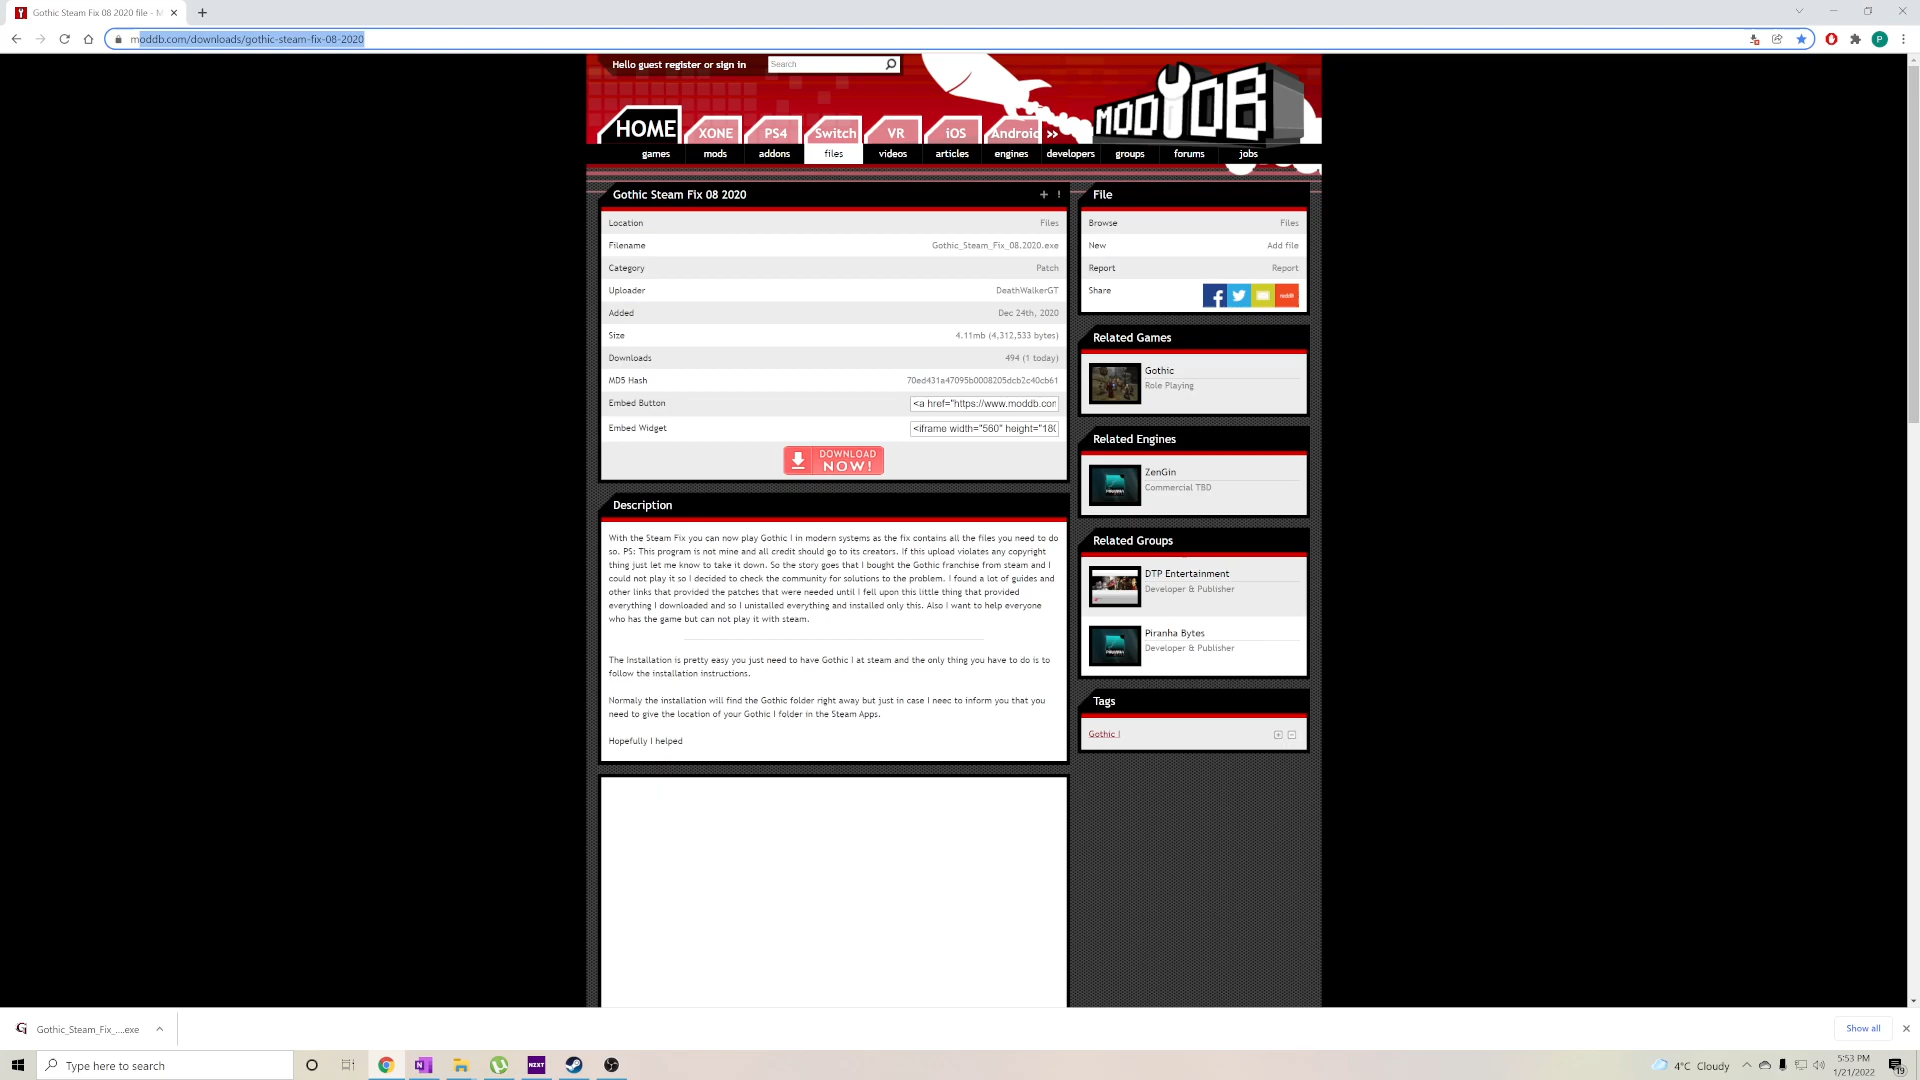 Gothic Steam Fix 08 2020 file - M
moddb.com/downloads/gothic-steam-fix-08-2020
P
Hello guest register or sign in
Search
MODDB
HOME
XONE
PS4
Switch
VR
iOS
Android
»
games
mods
addons
files
videos
articles
engines
developers
groups
forums
jobs
Gothic Steam Fix 08 2020
Location Files
Filename Gothic_Steam_Fix_08.2020.exe
Category Patch
Uploader DeathWalkerGT
Added Dec 24th, 2020
Size 4.11mb (4,312,533 bytes)
Downloads 494 (1 today)
MD5 Hash 70ed431a47095b0008205dcb2c40cb61
Embed Button <a href="https://www.moddb.con
Embed Widget <iframe width="560" height="180
DOWNLOAD
NOW!
Description
With the Steam Fix you can now play Gothic I in modern systems as the fix contains all the files you need to do
so. PS: This program is not mine and all credit should go to its creators. If this upload violates any copyright
thing just let me know to take it down. So the story goes that I bought the Gothic franchise from steam and I
could not play it so I decided to check the community for solutions to the problem. I found a lot of guides and
other links that provided the patches that were needed until I fell upon this little thing that provided
everything I downloaded and so I unistalled everything and installed only this. Also I want to help everyone
who has the game but can not play it with steam.
The Installation is pretty easy you just need to have Gothic I at steam and the only thing you have to do is to
follow the installation instructions.
Normaly the installation will find the Gothic folder right away but just in case I neec to inform you that you
need to give the location of your Gothic I folder in the Steam Apps.
Hopefully I helped
File
Browse Files
New Add file
Report Report
Share
reddit
Related Games
Gothic
Role Playing
Related Engines
ZenGin
Commercial TBD
Related Groups
DTP Entertainment
Developer & Publisher
Piranha Bytes
Developer & Publisher
Tags
Gothic I
Gothic_Steam_Fix_....exe
Show all
Type here to search
NZXT
4°C Cloudy
5:53 PM
1/21/2022
19